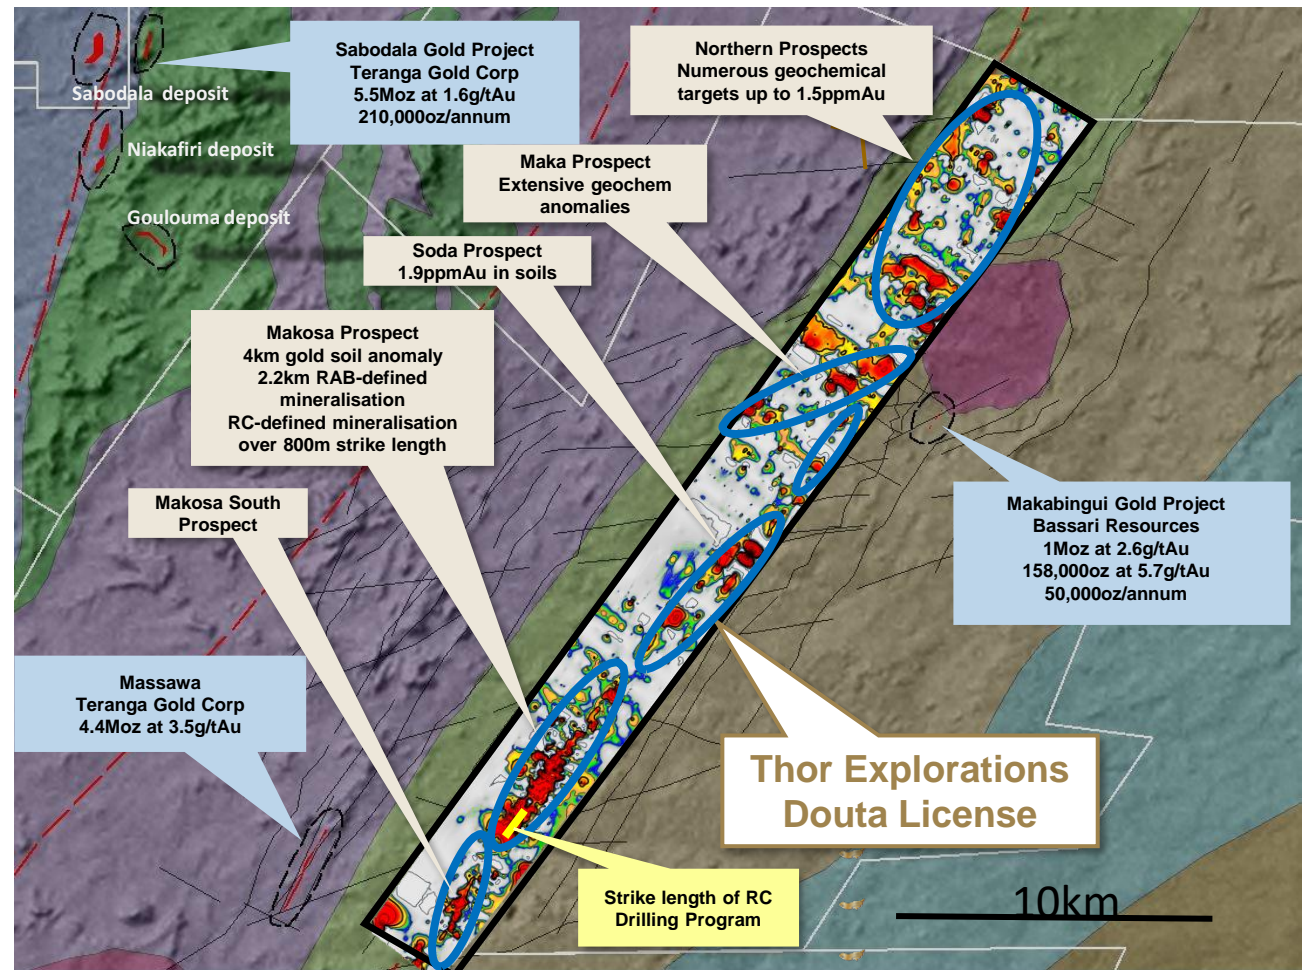 Sabodala Gold Project
Teranga Gold Corp
5.5Moz at 1.6g/tAu
210,000oz/annum
Northern Prospects
Numerous geochemical
targets up to 1.5ppmAu
Sabodala deposit
Niakafiri deposit
Goulouma deposit
Maka Prospect
Extensive geochem
anomalies
Soda Prospect
1.9ppmAu in soils
Makosa Prospect
4km gold soil anomaly
2.2km RAB-defined
mineralisation
RC-defined mineralisation
over 800m strike length
Makosa South
Prospect
Makabingui Gold Project
Bassari Resources
1Moz at 2.6g/tAu
158,000oz at 5.7g/tAu
50,000oz/annum
Massawa
Teranga Gold Corp
4.4Moz at 3.5g/tAu
Thor Explorations
Douta License
Strike length of RC
Drilling Program
10km